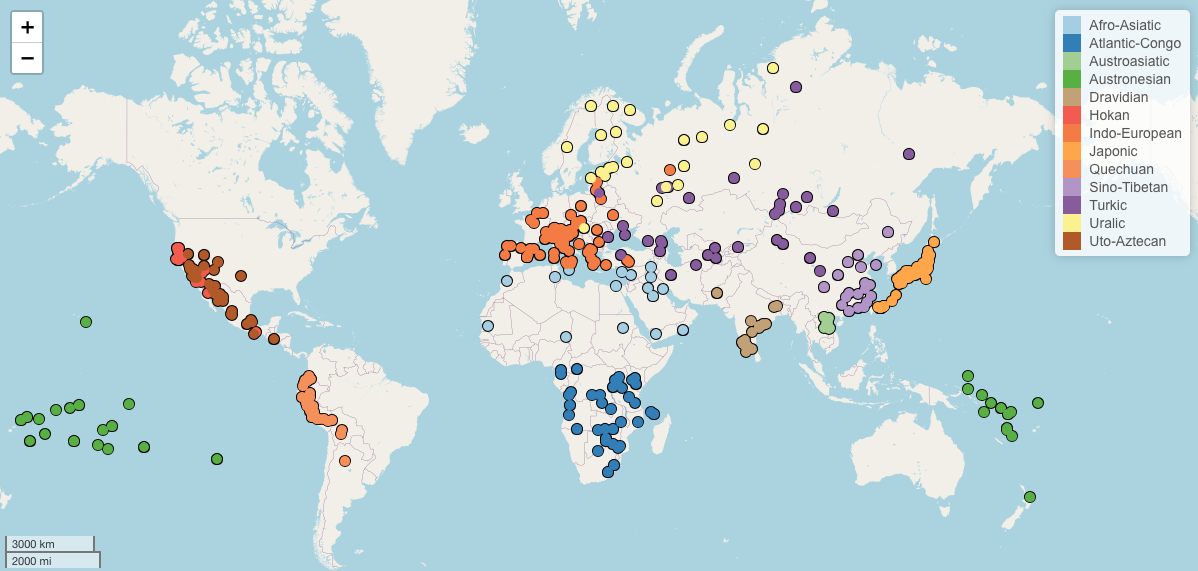 +
−
Afro-Asiatic
Atlantic-Congo
Austroasiatic
Austronesian
Dravidian
Hokan
Indo-European
Japonic
Quechuan
Sino-Tibetan
Turkic
Uralic
Uto-Aztecan
3000 km
2000 mi